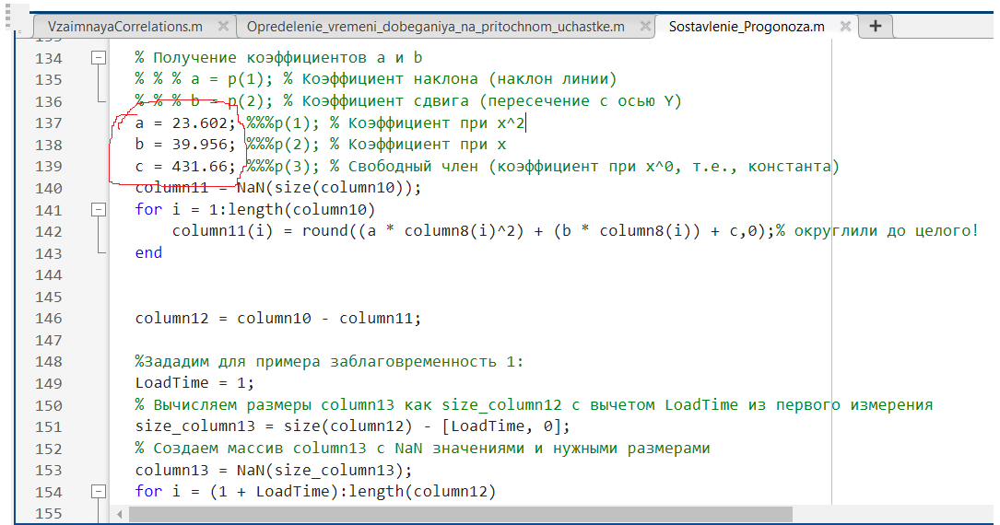 VzaimnayaCorrelations.m × Opredelenie_vremeni_dobeganiya_na_pritochnom_uchastke.m × Sostavlenie_Progonoza.m × +
134 % Получение коэффициентов a и b
135 % % % a = p(1); % Коэффициент наклона (наклон линии)
136 % % % b = p(2); % Коэффициент сдвига (пересечение с осью Y)
137 a = 23.602; %%%p(1); % Коэффициент при x^2
138 b = 39.956; %%%p(2); % Коэффициент при x
139 c = 431.66; %%%p(3); % Свободный член (коэффициент при x^0, т.е., константа)
140 column11 = NaN(size(column10));
141 for i = 1:length(column10)
142 column11(i) = round((a * column8(i)^2) + (b * column8(i)) + c,0);% округлили до целого!
143 end
144
145
146 column12 = column10 - column11;
147
148 %Зададим для примера заблаговременность 1:
149 LoadTime = 1;
150 % Вычисляем размеры column13 как size_column12 с вычетом LoadTime из первого измерения
151 size_column13 = size(column12) - [LoadTime, 0];
152 % Создаем массив column13 с NaN значениями и нужными размерами
153 column13 = NaN(size_column13);
154 for i = (1 + LoadTime):length(column12)
155